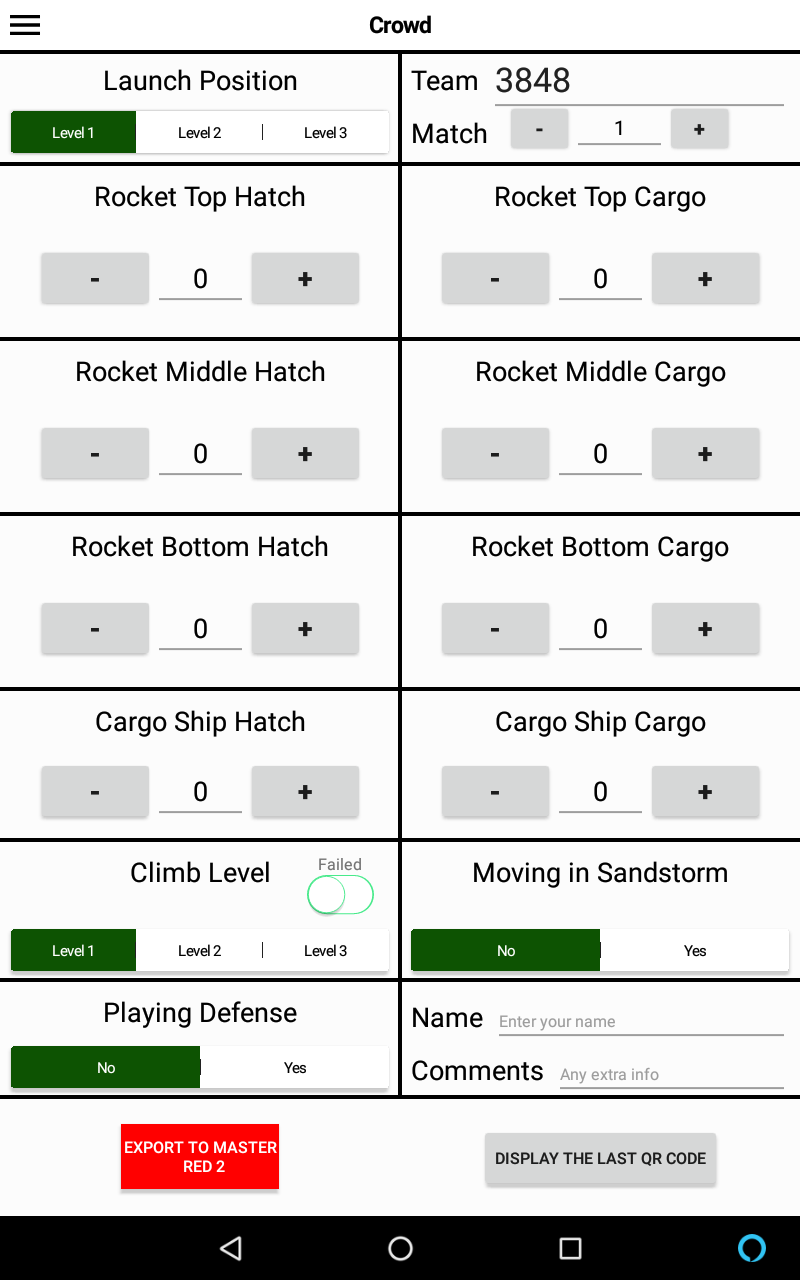 Crowd
Launch Position
Level 1 Level 2 Level 3
Team 3848
Match - 1 +
Rocket Top Hatch
- 0 +
Rocket Top Cargo
- 0 +
Rocket Middle Hatch
- 0 +
Rocket Middle Cargo
- 0 +
Rocket Bottom Hatch
- 0 +
Rocket Bottom Cargo
- 0 +
Cargo Ship Hatch
- 0 +
Cargo Ship Cargo
- 0 +
Climb Level Failed
Level 1 Level 2 Level 3
Moving in Sandstorm
No Yes
Playing Defense
No Yes
Name Enter your name
Comments Any extra info
EXPORT TO MASTER
RED 2
DISPLAY THE LAST QR CODE